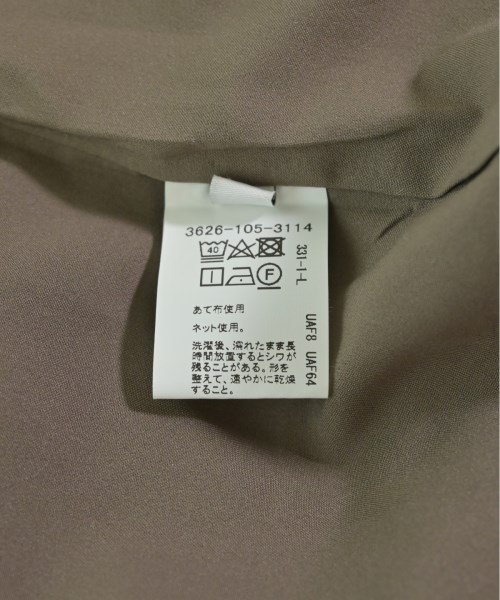 3626-105-3114
40
F
331-1-L
UAF8 UAF64
あて布使用
ネット使用。
洗濯後、濡れたまま長
時間放置するとシワが
残ることがある。形を
整えて、速やかに乾燥
すること。